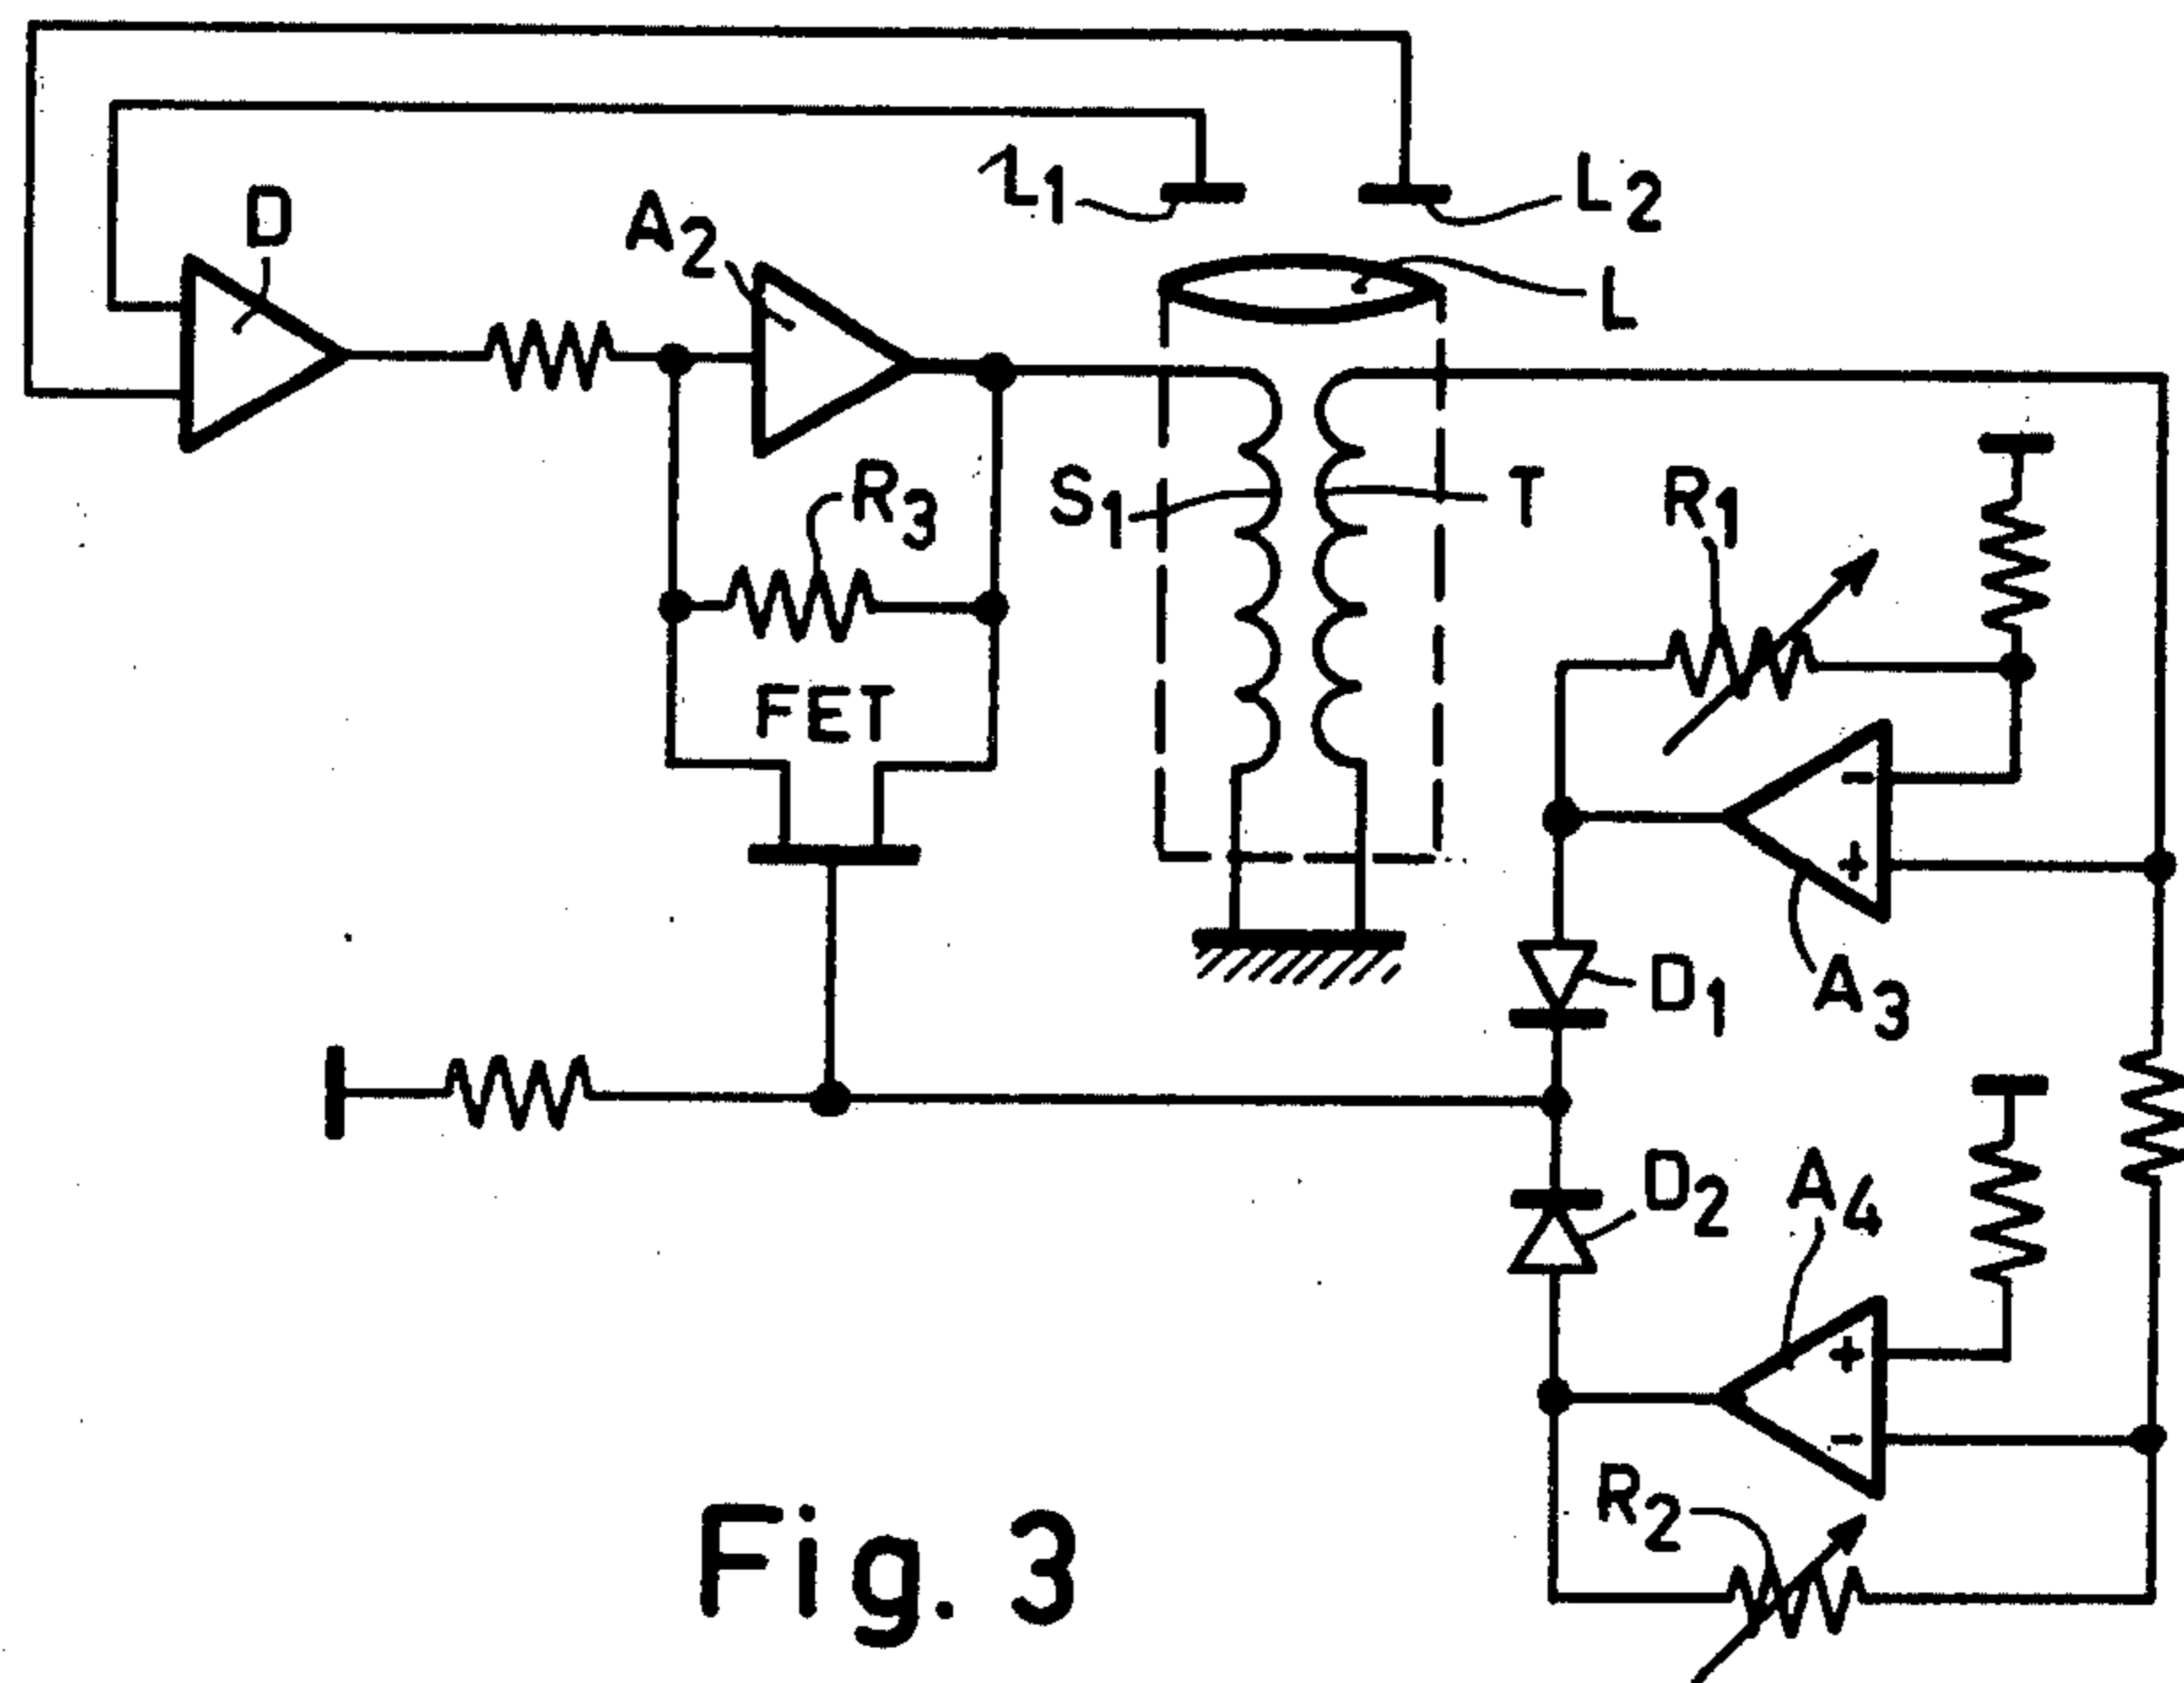 D
A2
L1
L2
L
R3
S1
T
R1
FET
-
+
D1
A3
D2
A4
+
-
R2
Fig. 3